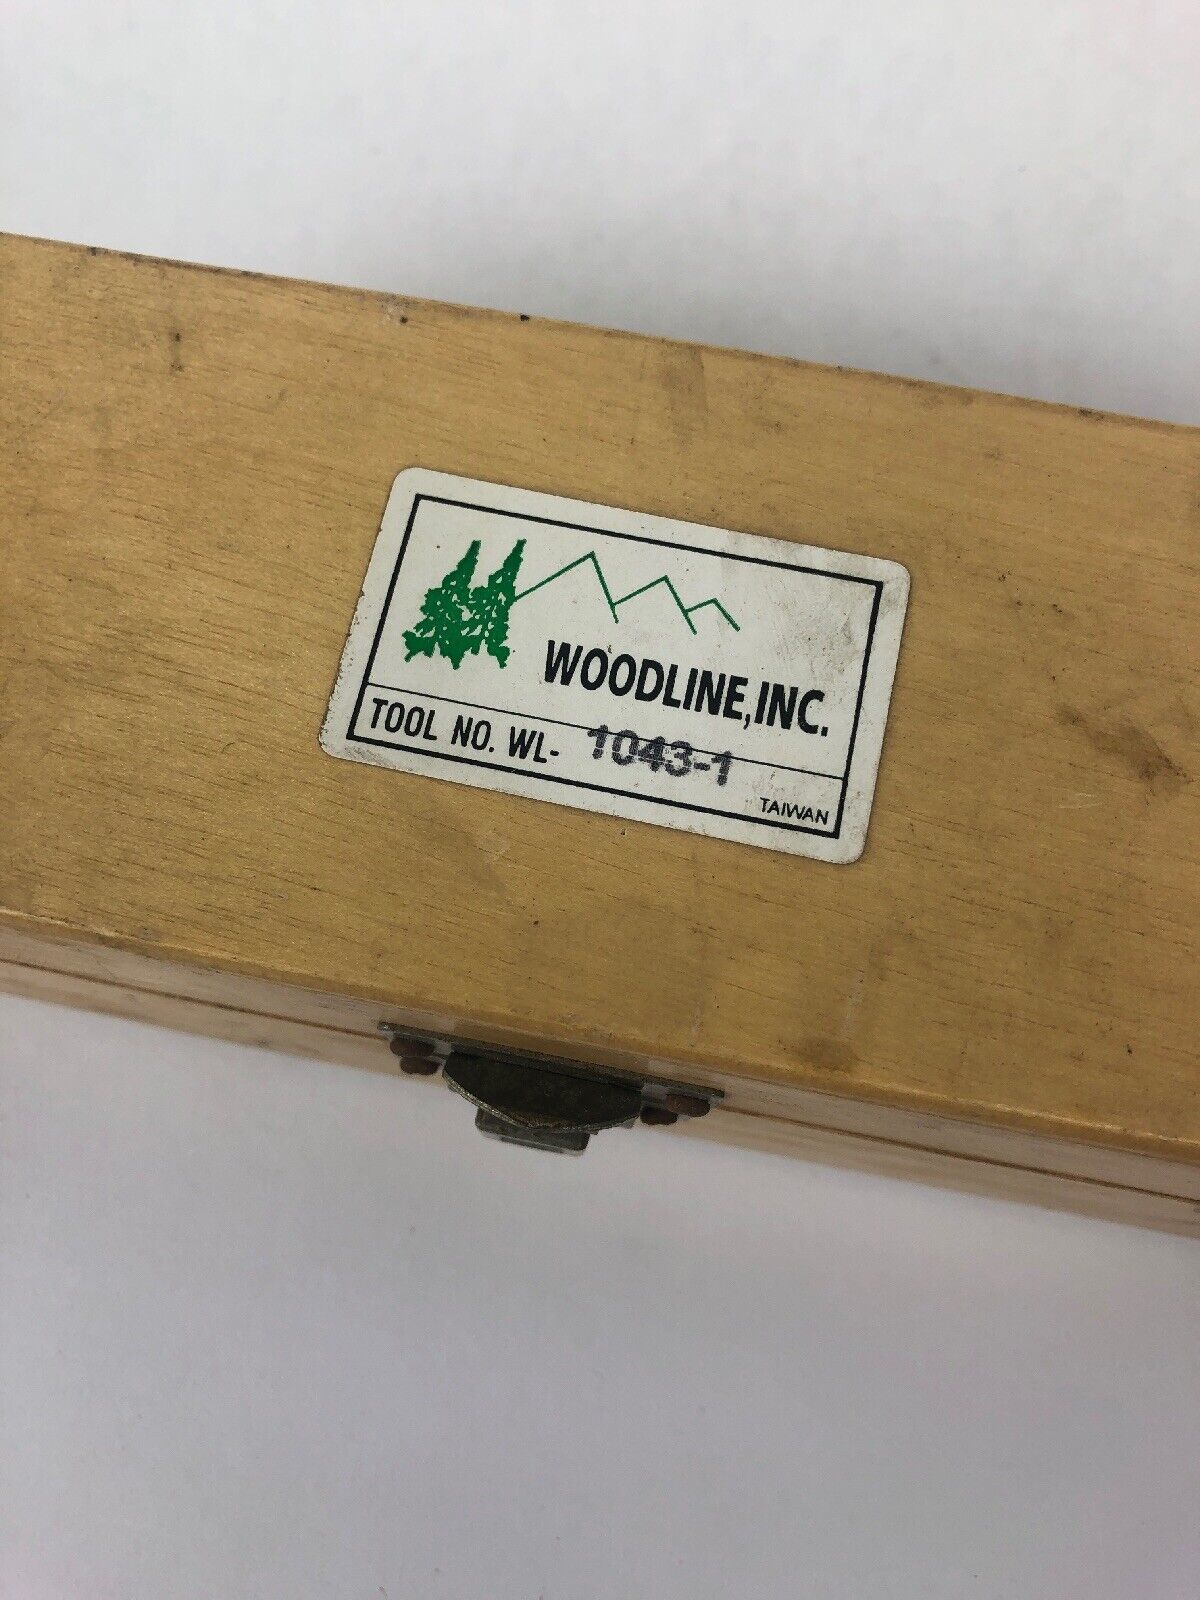 WOODLINE, INC.
TOOL NO. WL- 1043-1
TAIWAN